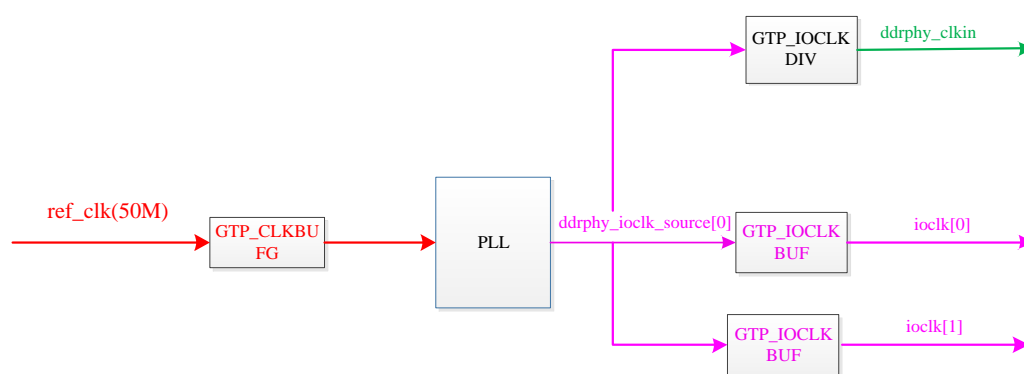 GTP_IOCLK
DIV
ddrphy_clkin
ref_clk(50M)
GTP_CLKBU
FG
PLL
ddrphy_ioclk_source[0]
GTP_IOCLK
BUF
ioclk[0]
GTP_IOCLK
BUF
ioclk[1]